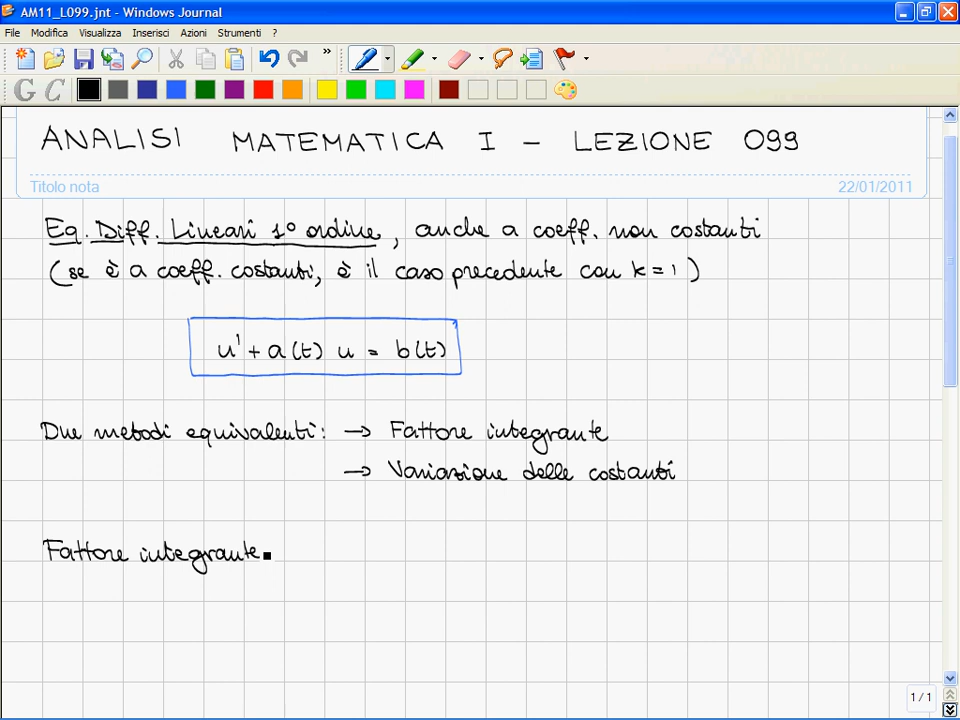 AM11_L099.jnt - Windows Journal
File Modifica Visualizza Inserisci Azioni Strumenti ?
G C
ANALISI MATEMATICA I - LEZIONE 099
Titolo nota 22/01/2011
Eq. Diff. Lineari 1° ordine, anche a coeff. non costanti
(se è a coeff. costanti, è il caso precedente con k=1)
u' + a(t) u = b(t)
Due metodi equivalenti: → Fattore integrante
→ Variazione delle costanti
Fattore integrante
1 / 1